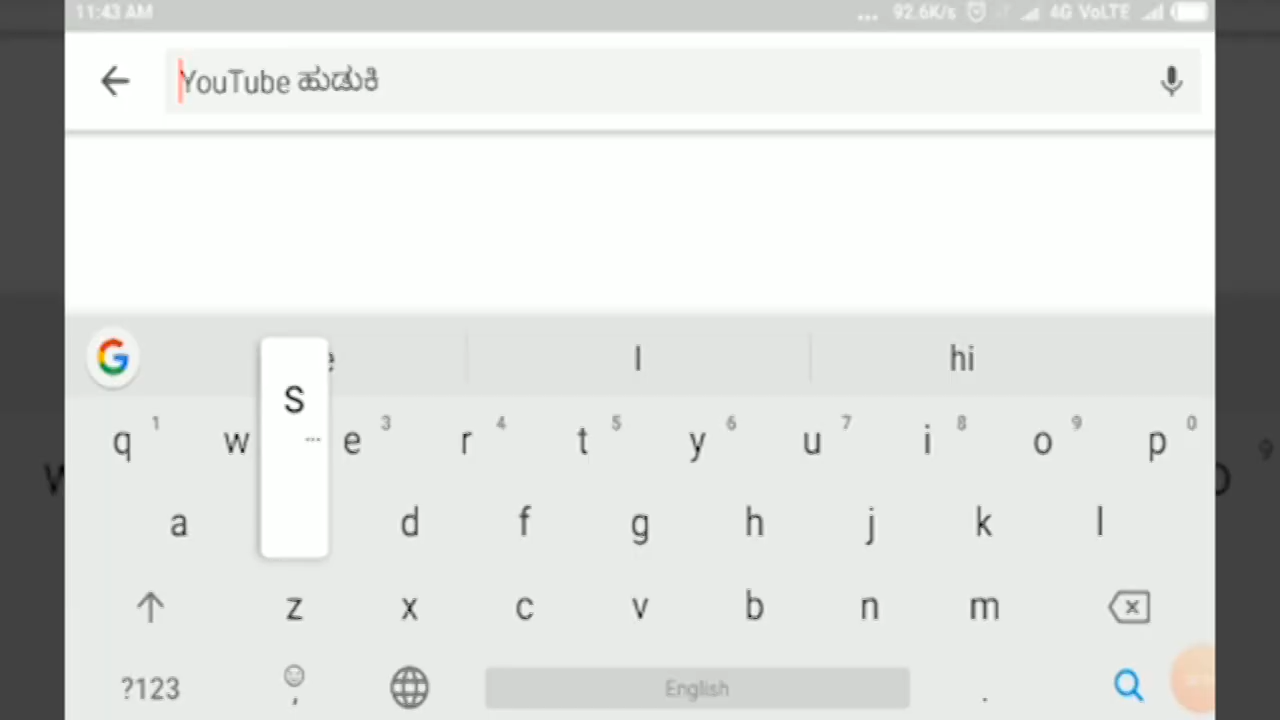 11:43 AM ... 92.6K/s 4G VoLTE
YouTube ಹುಡುಕಿ
I hi
S
q 1 w e 3 r 4 t 5 y 6 u 7 i 8 o 9 p 0
a d f g h j k l
z x c v b n m
?123 , English .